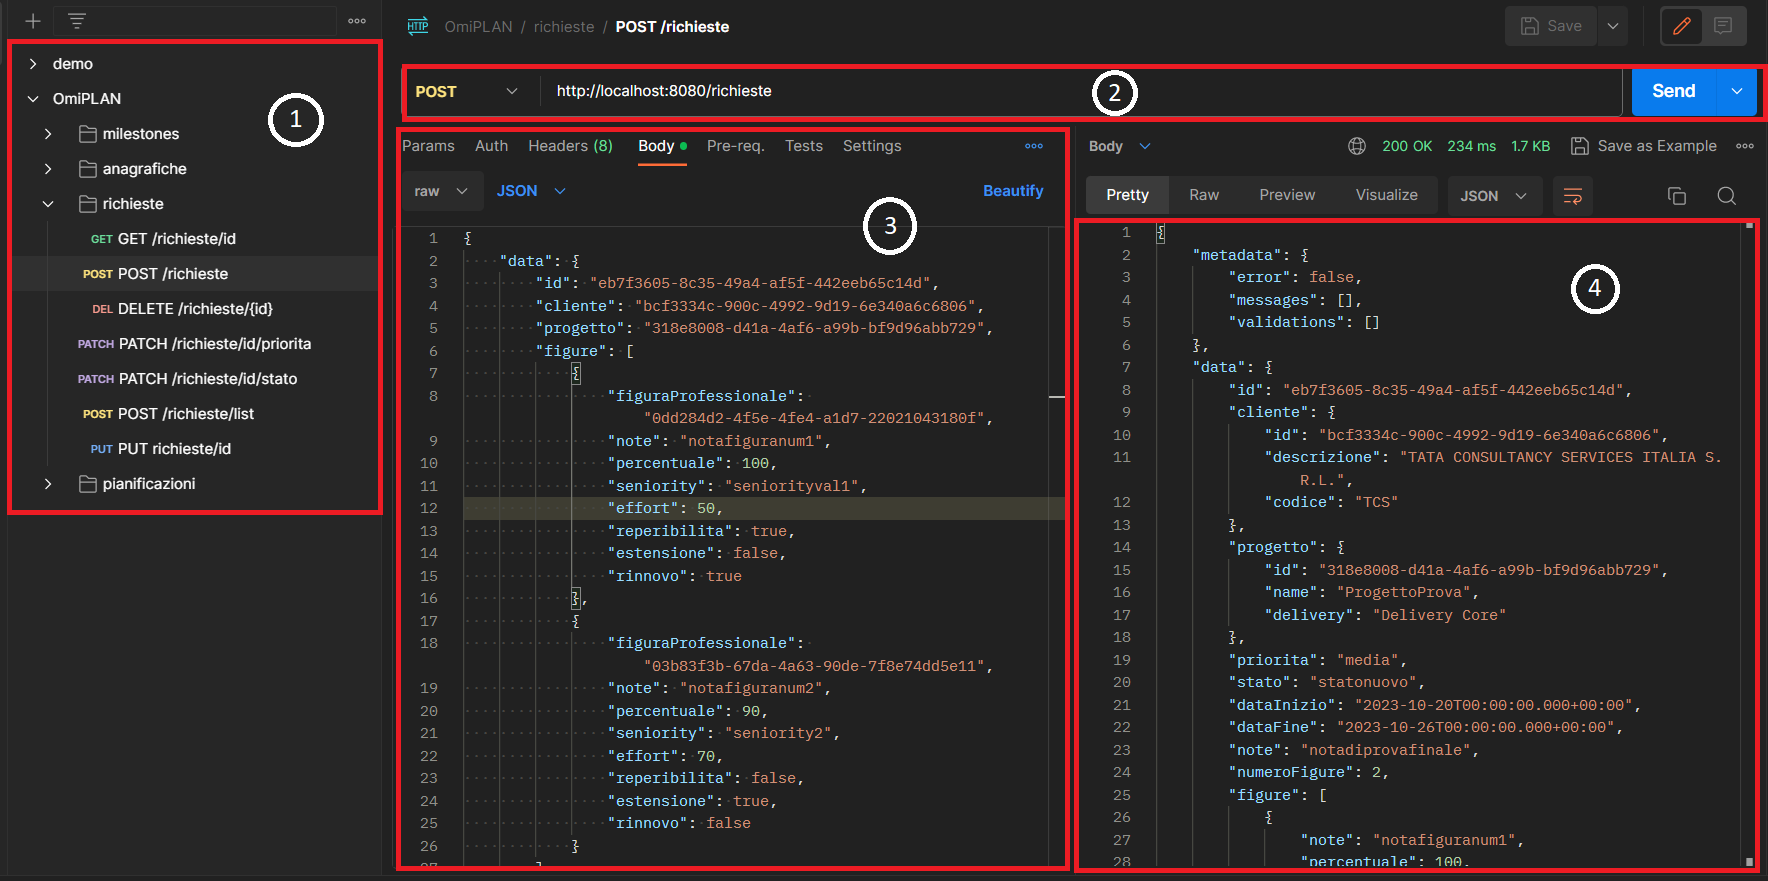 OmiPLAN / richieste / POST /richieste
Save
demo
OmiPLAN
milestones
anagrafiche
richieste
GET GET /richieste/id
POST POST /richieste
DEL DELETE /richieste/{id}
PATCH PATCH /richieste/id/priorita
PATCH PATCH /richieste/id/stato
POST POST /richieste/list
PUT PUT richieste/id
pianificazioni
1
POST http://localhost:8080/richieste
2
Send
Params Auth Headers (8) Body Pre-req. Tests Settings
raw JSON Beautify
3
1 {
2 "data": {
3 "id": "eb7f3605-8c35-49a4-af5f-442eeb65c14d",
4 "cliente": "bcf3334c-900c-4992-9d19-6e340a6c6806",
5 "progetto": "318e8008-d41a-4af6-a99b-bf9d96abb729",
6 "figure": [
7 {
8 "figuraProfessionale":
"0dd284d2-4f5e-4fe4-a1d7-22021043180f",
9 "note": "notafiguranum1",
10 "percentuale": 100,
11 "seniority": "seniorityval1",
12 "effort": 50,
13 "reperibilita": true,
14 "estensione": false,
15 "rinnovo": true
16 },
17 {
18 "figuraProfessionale":
"03b83f3b-67da-4a63-90de-7f8e74dd5e11",
19 "note": "notafiguranum2",
20 "percentuale": 90,
21 "seniority": "seniority2",
22 "effort": 70,
23 "reperibilita": false,
24 "estensione": true,
25 "rinnovo": false
26 }
27 ]
Body 200 OK 234 ms 1.7 KB Save as Example
Pretty Raw Preview Visualize JSON
4
1 {
2 "metadata": {
3 "error": false,
4 "messages": [],
5 "validations": []
6 },
7 "data": {
8 "id": "eb7f3605-8c35-49a4-af5f-442eeb65c14d",
9 "cliente": {
10 "id": "bcf3334c-900c-4992-9d19-6e340a6c6806",
11 "descrizione": "TATA CONSULTANCY SERVICES ITALIA S.
R.L.",
12 "codice": "TCS"
13 },
14 "progetto": {
15 "id": "318e8008-d41a-4af6-a99b-bf9d96abb729",
16 "name": "ProgettoProva",
17 "delivery": "Delivery Core"
18 },
19 "priorita": "media",
20 "stato": "statonuovo",
21 "dataInizio": "2023-10-20T00:00:00.000+00:00",
22 "dataFine": "2023-10-26T00:00:00.000+00:00",
23 "note": "notadiprovafinale",
24 "numeroFigure": 2,
25 "figure": [
26 {
27 "note": "notafiguranum1",
28 "percentuale": 100,